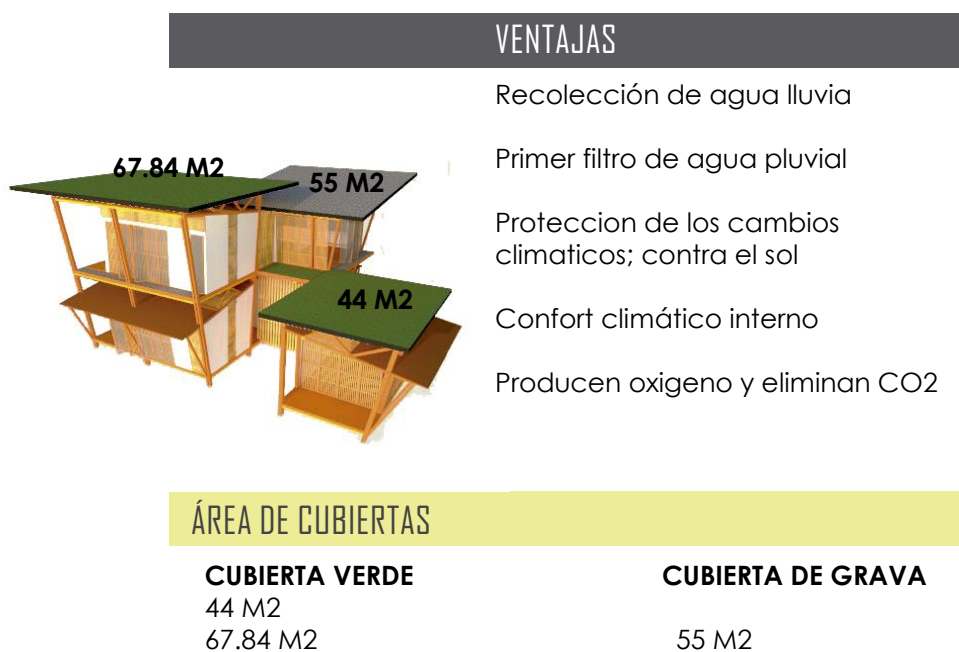 VENTAJAS
Recolección de agua lluvia
Primer filtro de agua pluvial
Proteccion de los cambios
climaticos; contra el sol
Confort climático interno
Producen oxigeno y eliminan CO2
67.84 M2
55 M2
44 M2
ÁREA DE CUBIERTAS
CUBIERTA VERDE
44 M2
67.84 M2
CUBIERTA DE GRAVA
55 M2